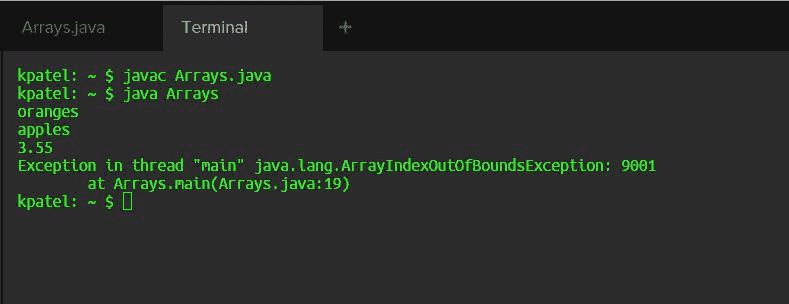 Arrays.java Terminal +
kpatel: ~ $ javac Arrays.java
kpatel: ~ $ java Arrays
oranges
apples
3.55
Exception in thread "main" java.lang.ArrayIndexOutOfBoundsException: 9001
        at Arrays.main(Arrays.java:19)
kpatel: ~ $